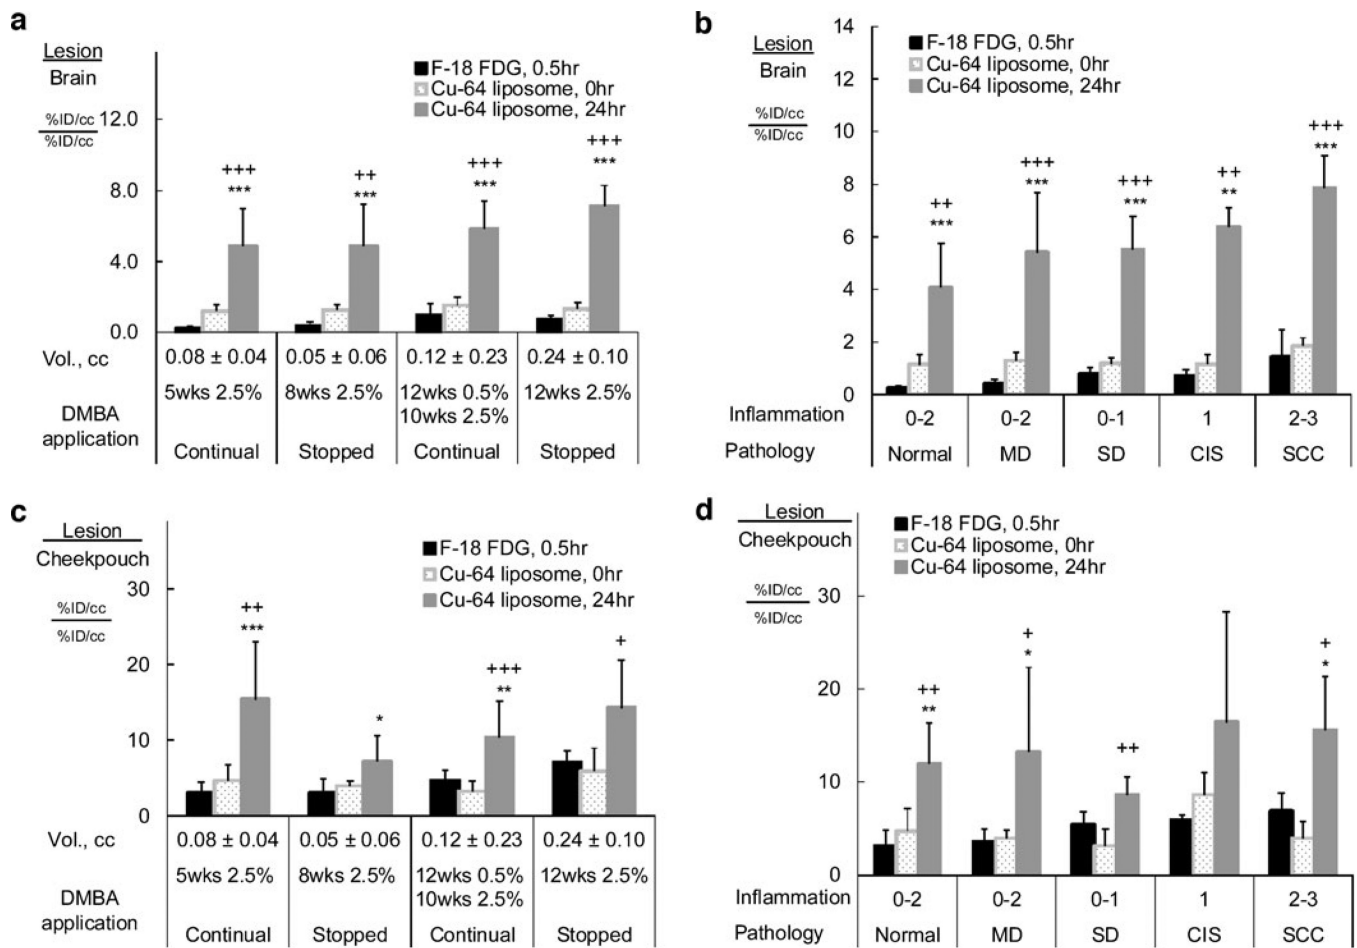 a
Lesion
Brain
%ID/cc
%ID/cc
F-18 FDG, 0.5hr
Cu-64 liposome, 0hr
Cu-64 liposome, 24hr
12.0
8.0
4.0
0.0
+++
***
++
***
+++
***
+++
***
Vol., cc
0.08 ± 0.04
0.05 ± 0.06
0.12 ± 0.23
0.24 ± 0.10
DMBA
application
5wks 2.5%
8wks 2.5%
12wks 0.5%
10wks 2.5%
12wks 2.5%
Continual
Stopped
Continual
Stopped
b
Lesion
Brain
%ID/cc
%ID/cc
F-18 FDG, 0.5hr
Cu-64 liposome, 0hr
Cu-64 liposome, 24hr
14
12
10
8
6
4
2
0
++
***
+++
***
+++
***
++
**
+++
***
Inflammation
0-2
0-2
0-1
1
2-3
Pathology
Normal
MD
SD
CIS
SCC
c
Lesion
Cheekpouch
%ID/cc
%ID/cc
F-18 FDG, 0.5hr
Cu-64 liposome, 0hr
Cu-64 liposome, 24hr
30
20
10
0
++
***
*
+++
**
+
Vol., cc
0.08 ± 0.04
0.05 ± 0.06
0.12 ± 0.23
0.24 ± 0.10
DMBA
application
5wks 2.5%
8wks 2.5%
12wks 0.5%
10wks 2.5%
12wks 2.5%
Continual
Stopped
Continual
Stopped
d
Lesion
Cheekpouch
%ID/cc
%ID/cc
F-18 FDG, 0.5hr
Cu-64 liposome, 0hr
Cu-64 liposome, 24hr
30
20
10
0
++
**
+
*
++
+
*
Inflammation
0-2
0-2
0-1
1
2-3
Pathology
Normal
MD
SD
CIS
SCC